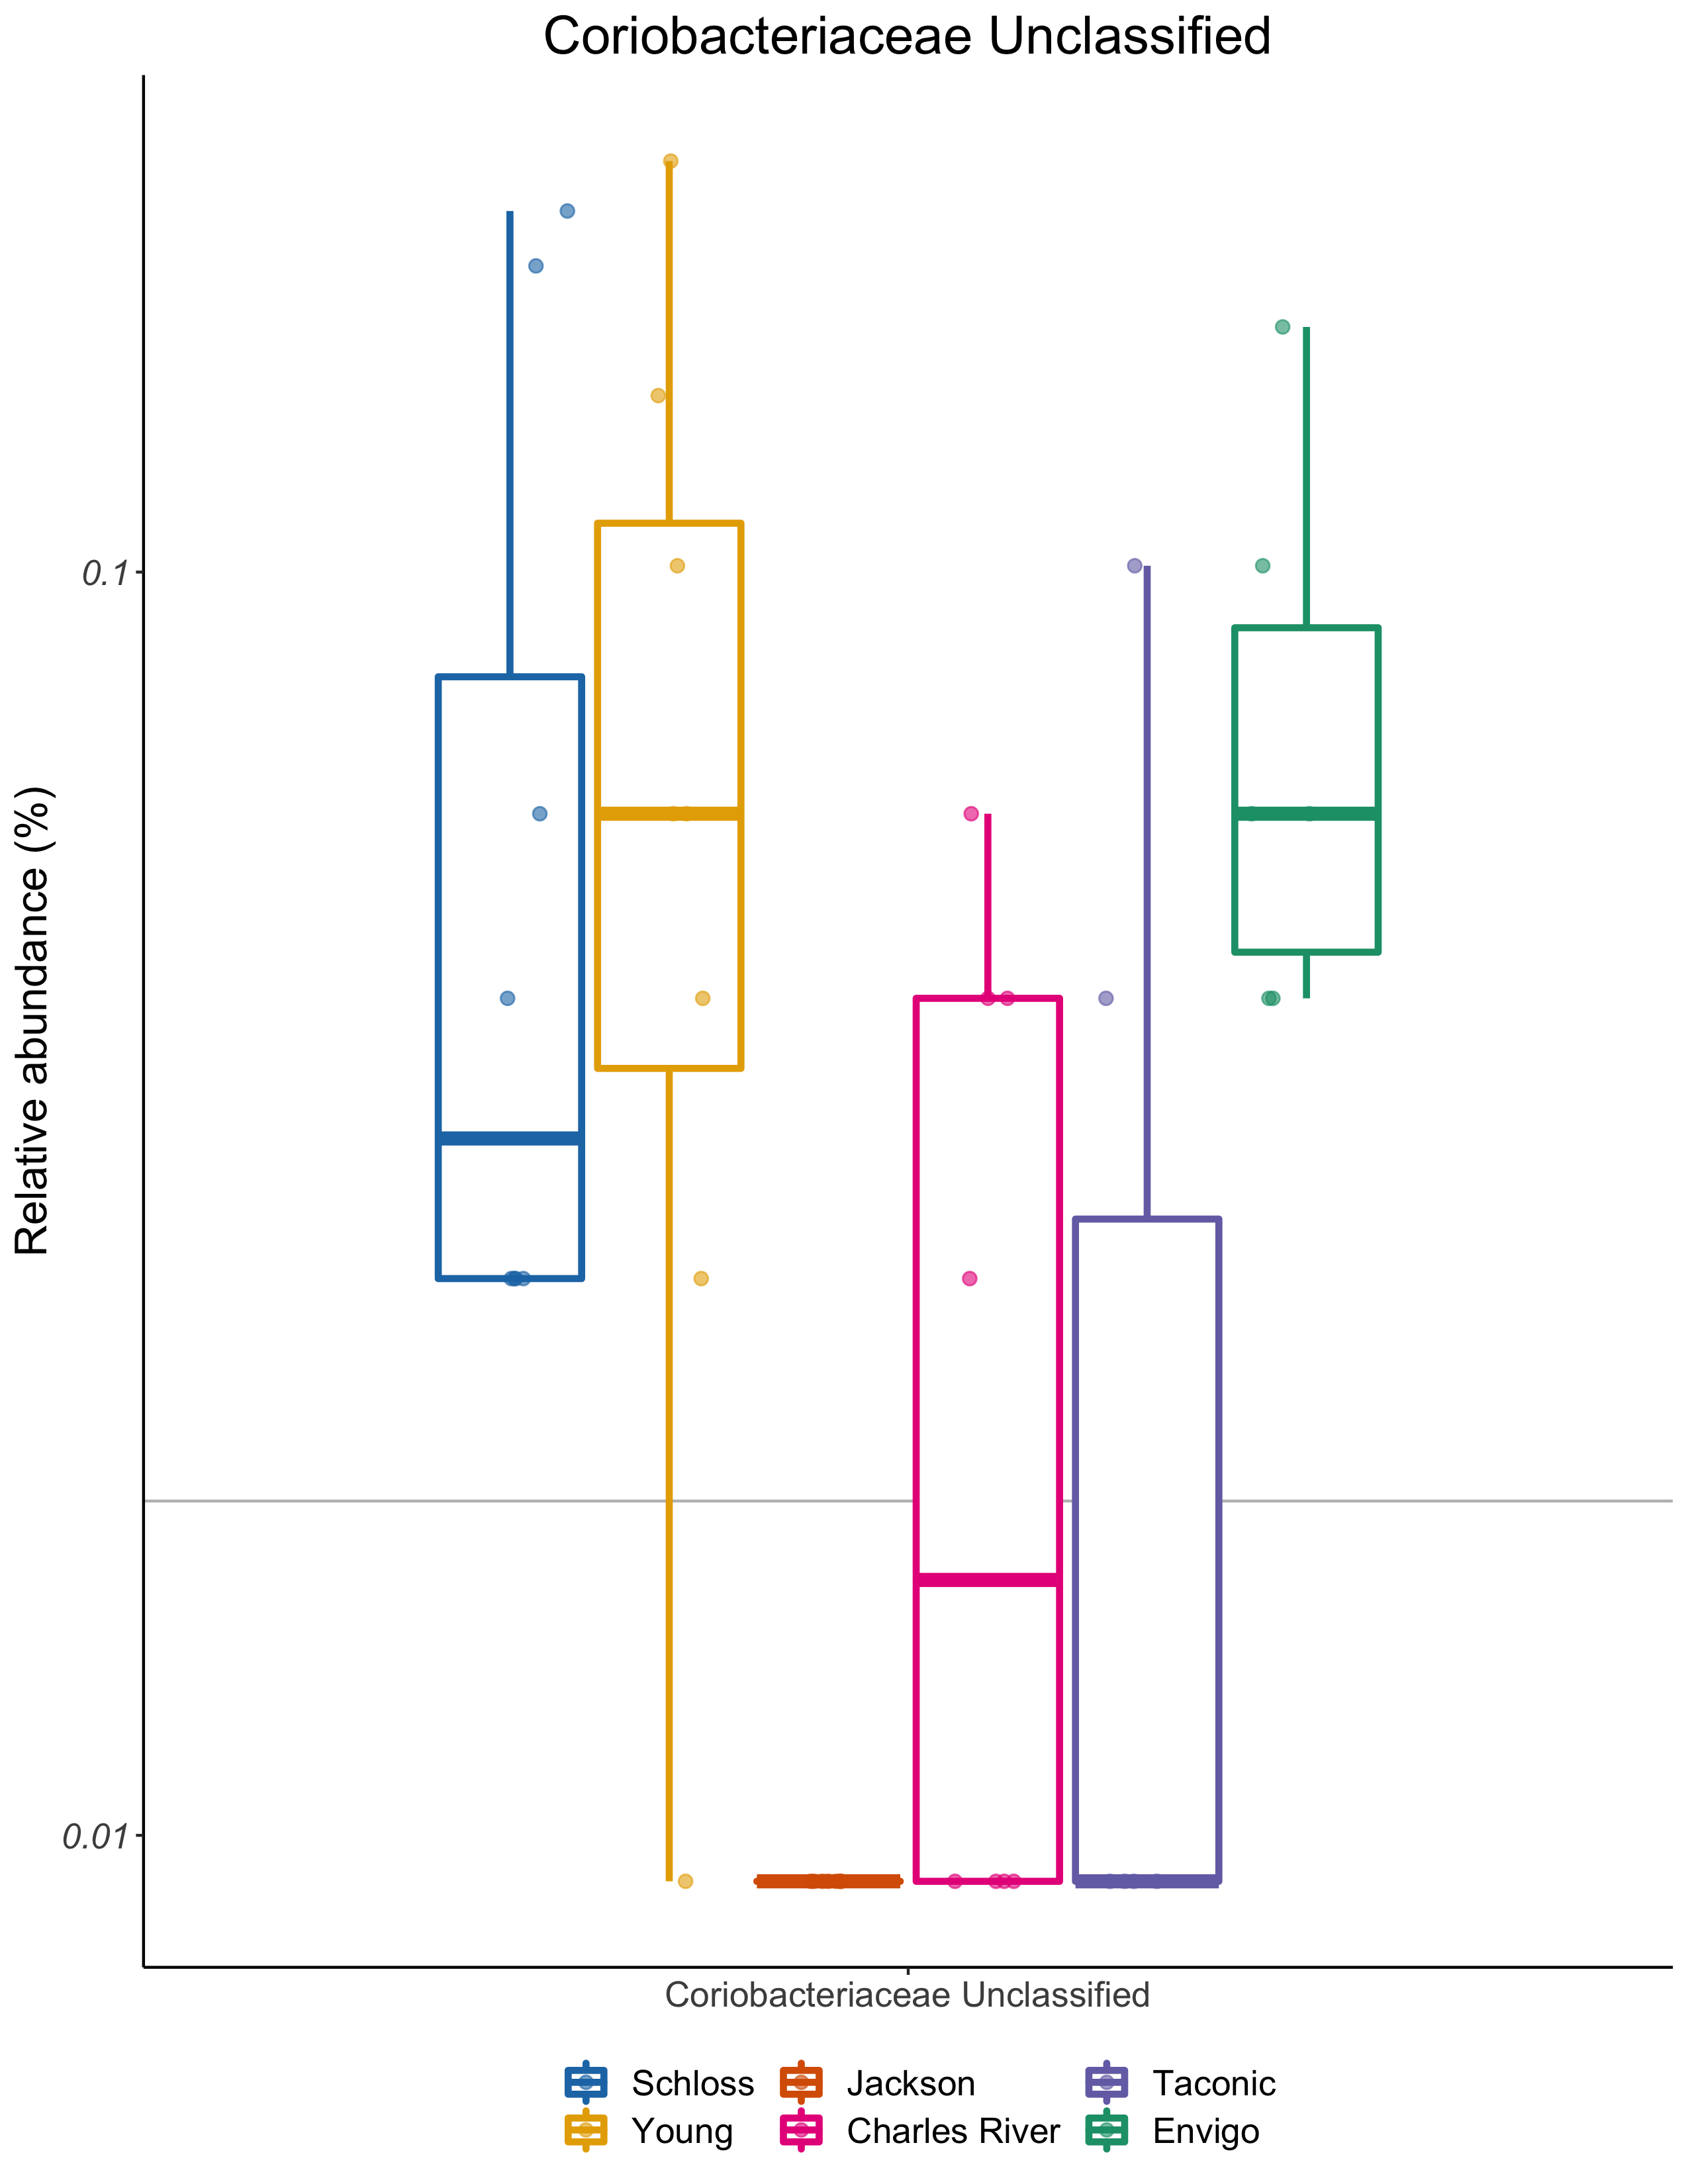 Coriobacteriaceae Unclassified
Relative abundance (%)
0.1
0.01
Coriobacteriaceae Unclassified
Schloss Jackson Taconic
Young Charles River Envigo